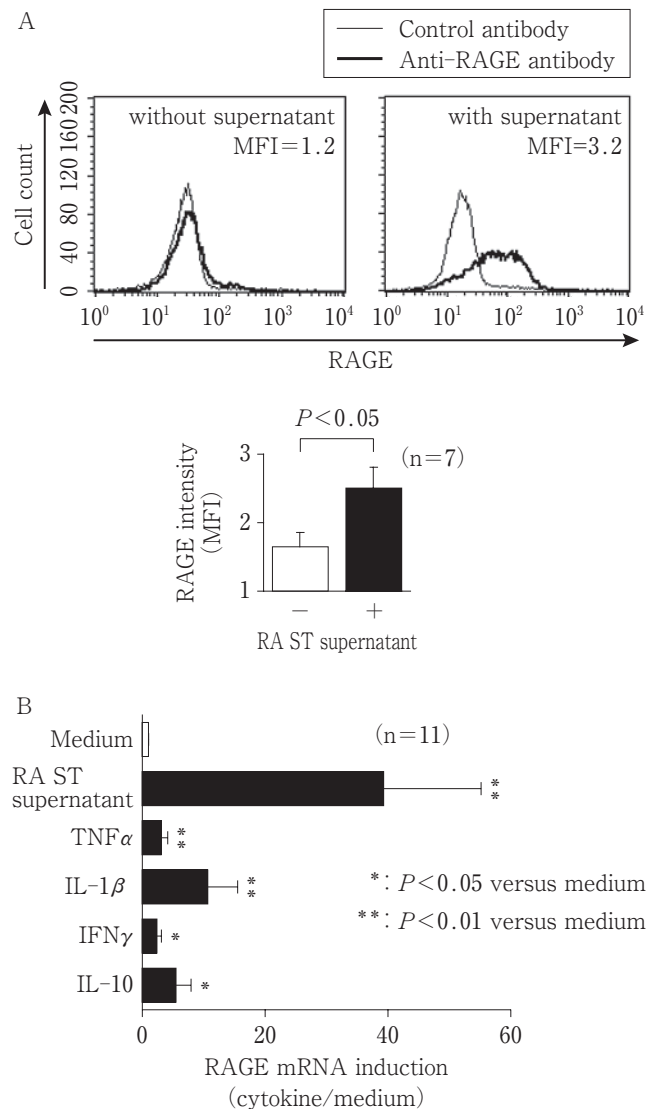 A
Control antibody
Anti-RAGE antibody
Cell count
0 40 80 120 160 200
without supernatant
MFI=1.2
with supernatant
MFI=3.2
10⁰ 10¹ 10² 10³ 10⁴
10⁰ 10¹ 10² 10³ 10⁴
RAGE
P<0.05
(n=7)
RAGE intensity
(MFI)
3
2
1
− +
RA ST supernatant
B
(n=11)
Medium
RA ST
supernatant
**
TNFα
**
IL-1β
**
IFNγ
*
IL-10
*
*: P<0.05 versus medium
**: P<0.01 versus medium
0 20 40 60
RAGE mRNA induction
(cytokine/medium)